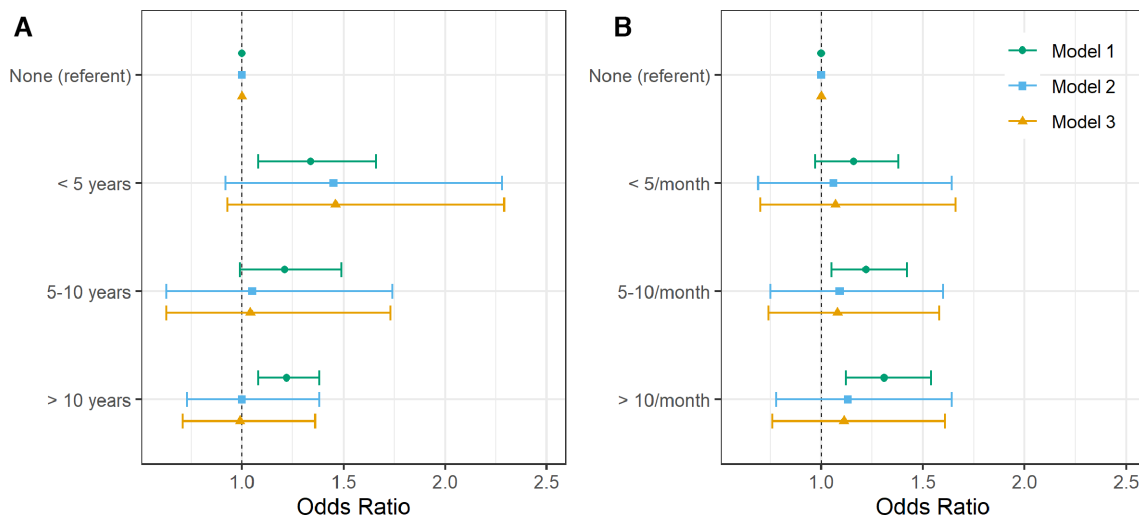 A
None (referent)
< 5 years
5-10 years
> 10 years
1.0 1.5 2.0 2.5
Odds Ratio
B
Model 1
Model 2
Model 3
None (referent)
< 5/month
5-10/month
> 10/month
1.0 1.5 2.0 2.5
Odds Ratio